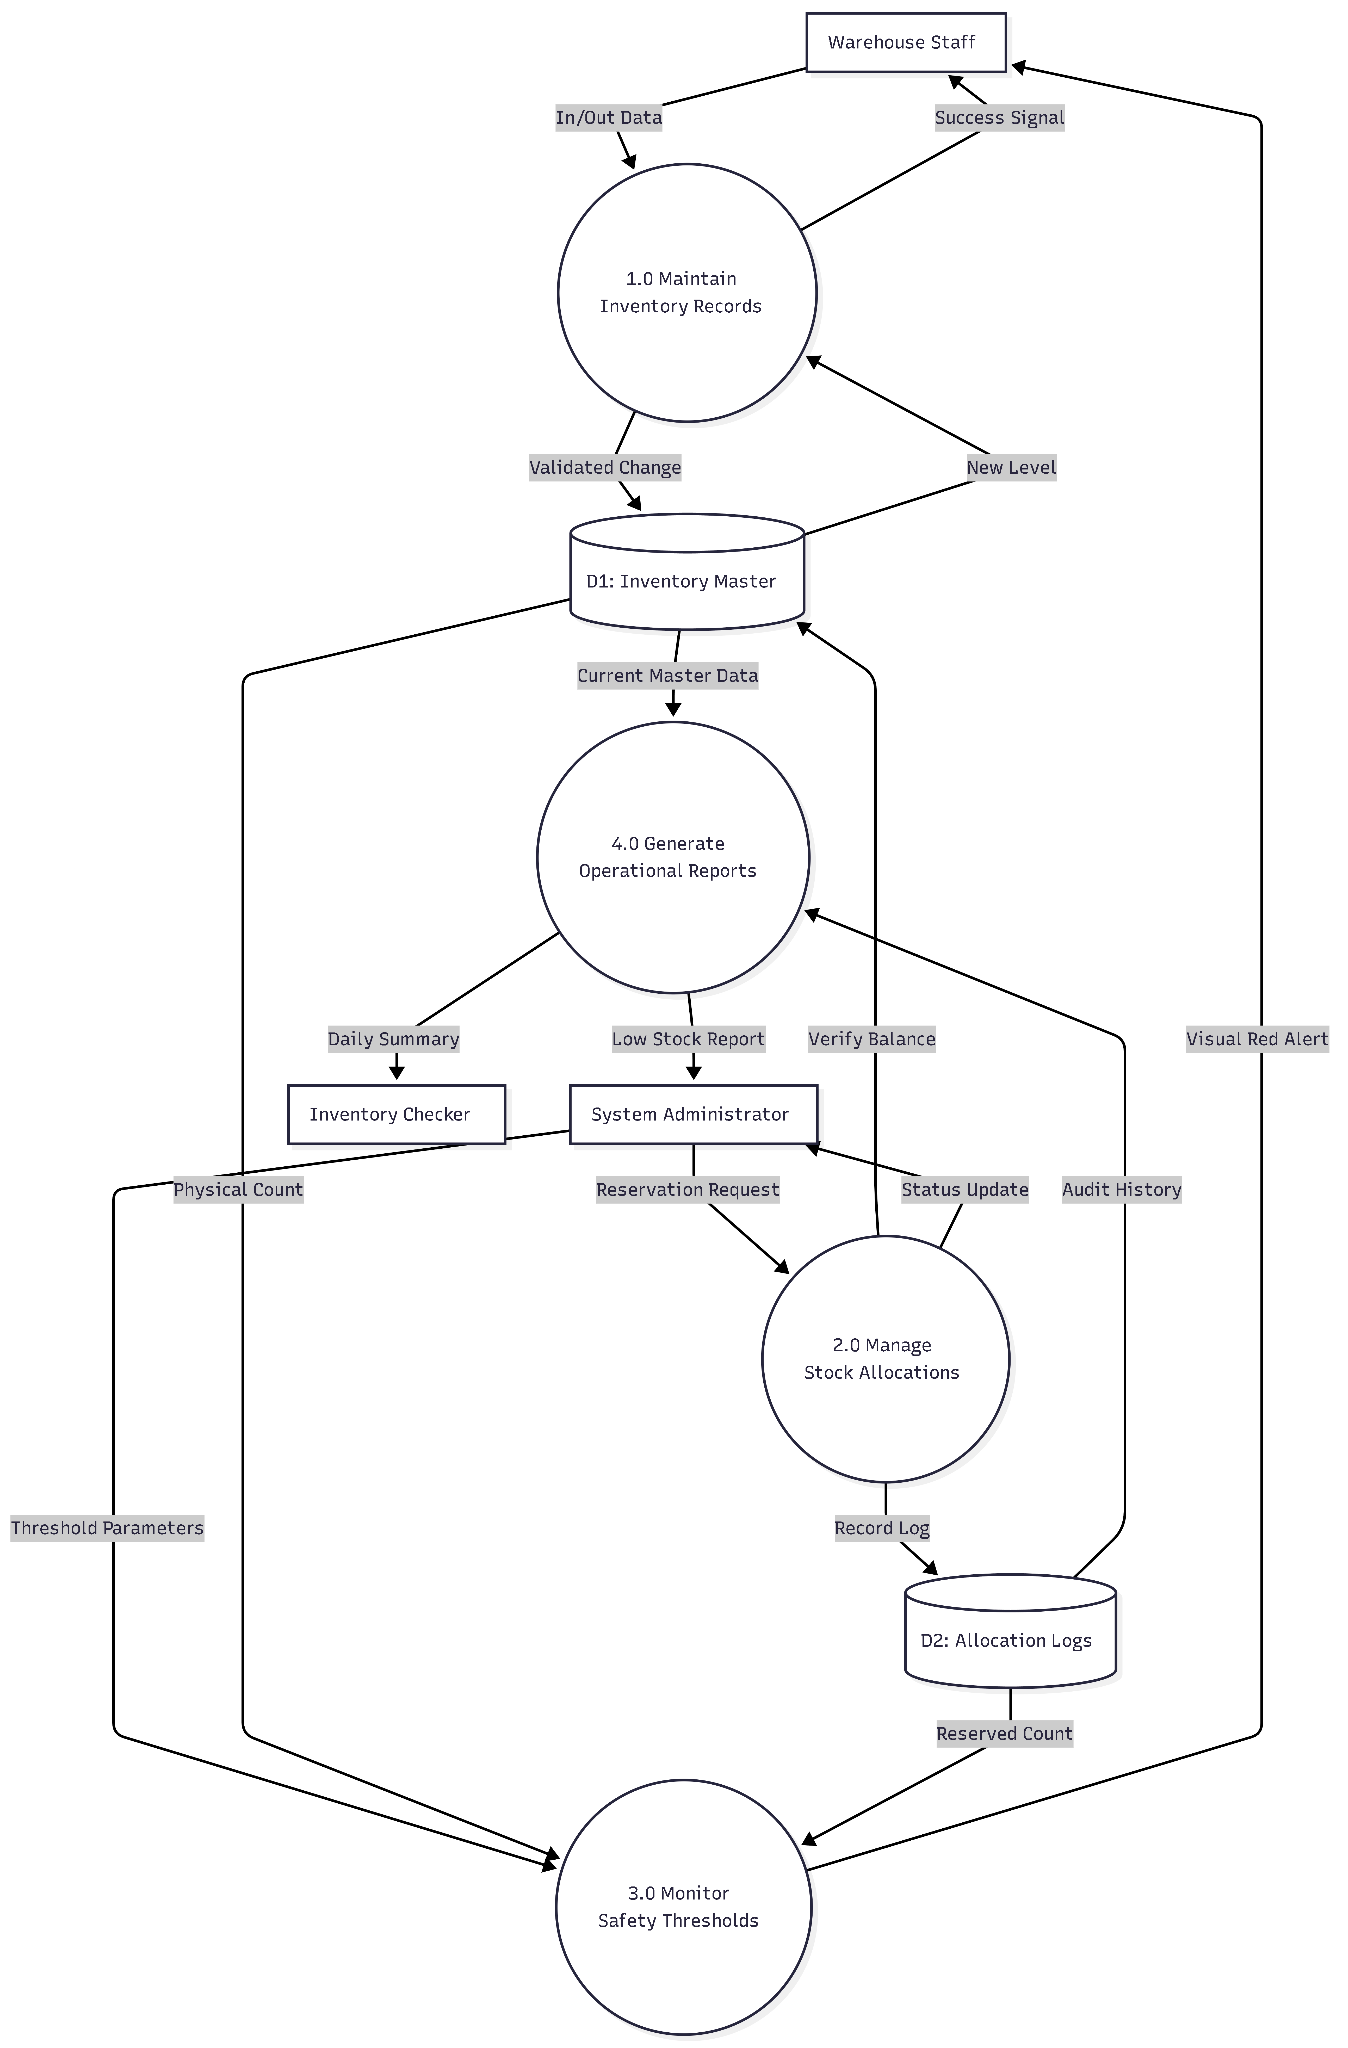 Warehouse Staff
In/Out Data
Success Signal
1.0 Maintain
Inventory Records
Validated Change
New Level
D1: Inventory Master
Current Master Data
4.0 Generate
Operational Reports
Daily Summary
Low Stock Report
Verify Balance
Visual Red Alert
Inventory Checker
System Administrator
Physical Count
Reservation Request
Status Update
Audit History
2.0 Manage
Stock Allocations
Threshold Parameters
Record Log
D2: Allocation Logs
Reserved Count
3.0 Monitor
Safety Thresholds